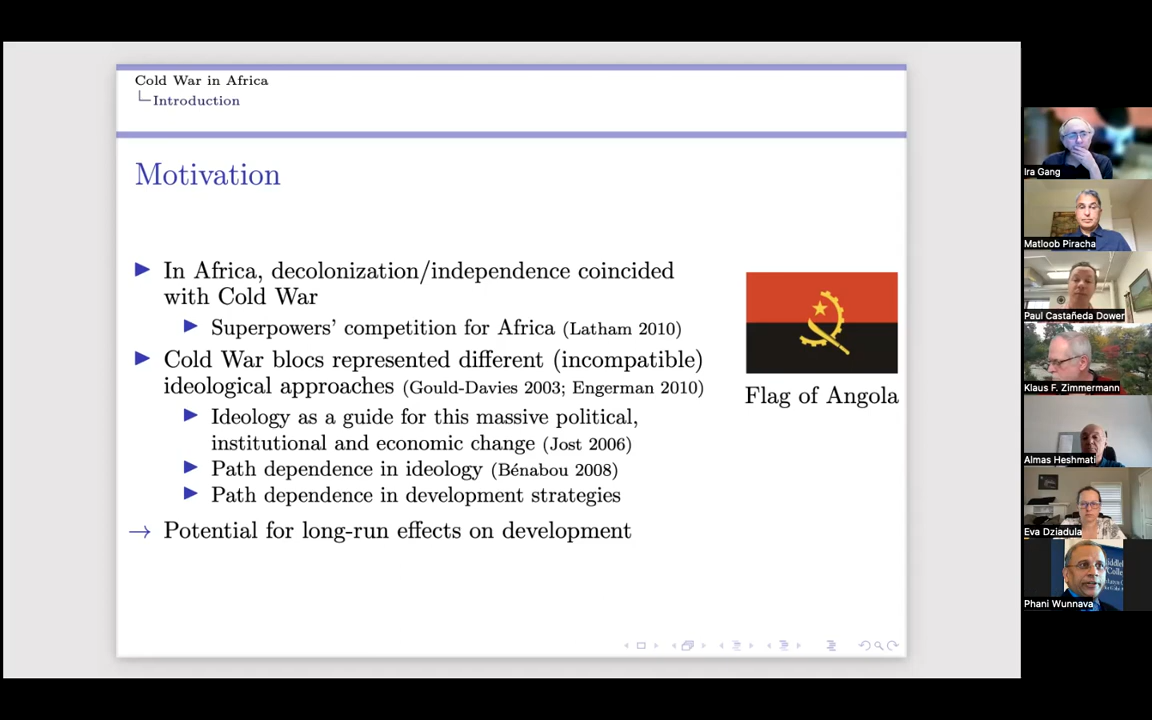 Cold War in Africa
Introduction
Motivation
In Africa, decolonization/independence coincided
with Cold War
Superpowers' competition for Africa (Latham 2010)
Cold War blocs represented different (incompatible)
ideological approaches (Gould-Davies 2003; Engerman 2010)
Ideology as a guide for this massive political,
institutional and economic change (Jost 2006)
Path dependence in ideology (Bénabou 2008)
Path dependence in development strategies
→ Potential for long-run effects on development
Flag of Angola
Ira Gang
Matloob Piracha
Paul Castañeda Dower
Klaus F. Zimmermann
Almas Heshmati
Eva Dziadula
Phani Wunnava